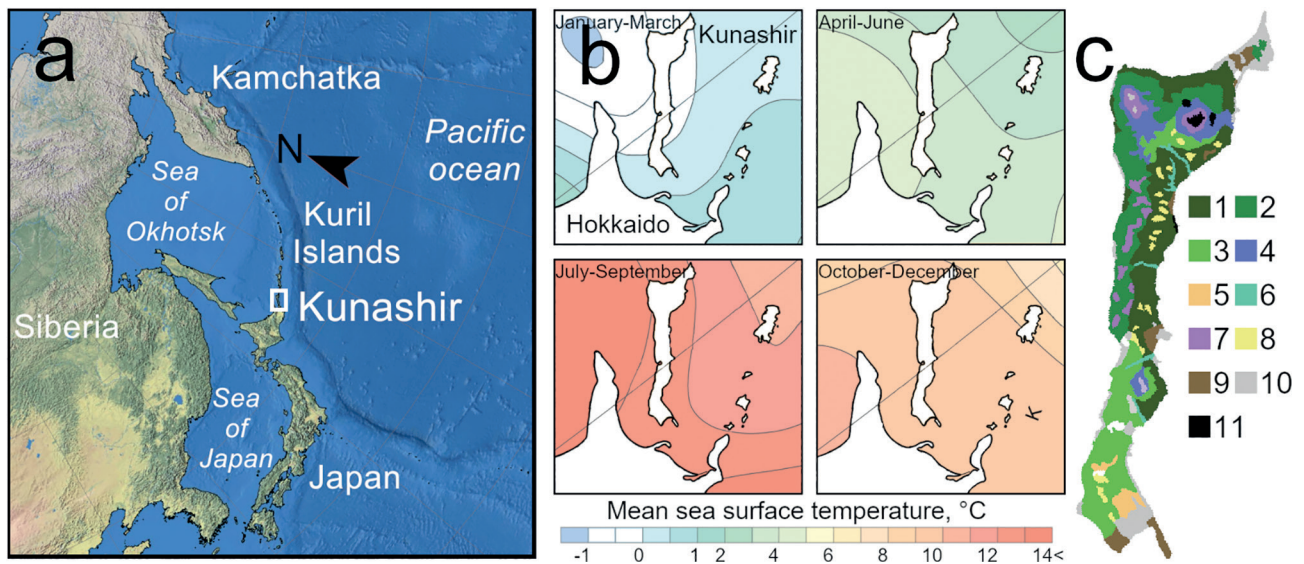 a
Kamchatka
Pacific
ocean
N
Sea
of
Okhotsk
Kuril
Islands
Kunashir
Siberia
Sea
of
Japan
Japan
b
January-March
Kunashir
Hokkaido
April-June
July-September
October-December
K
Mean sea surface temperature, °C
-1 0 1 2 4 6 8 10 12 14<
c
1 2
3 4
5 6
7 8
9 10
11